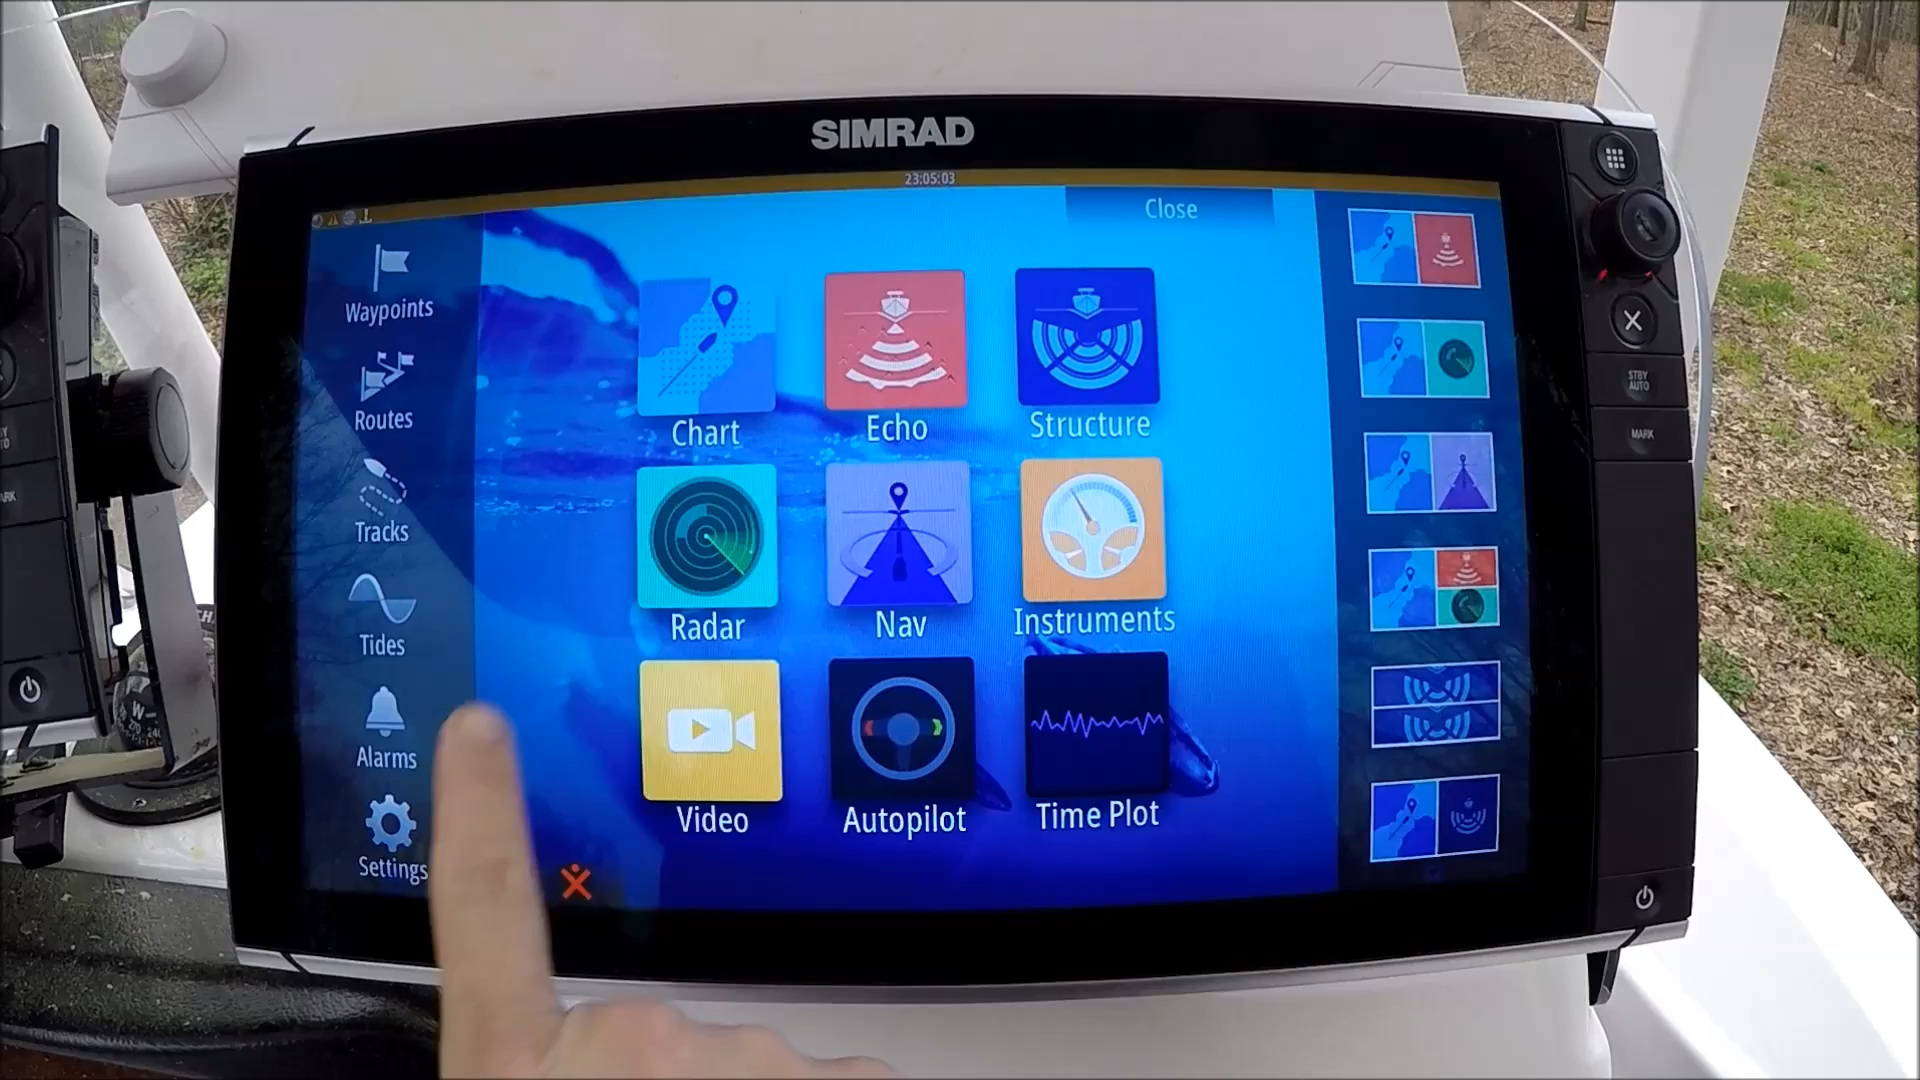 SIMRAD
23:05:03
Close
Waypoints
Routes
Tracks
Tides
Alarms
Settings
Chart
Echo
Structure
Radar
Nav
Instruments
Video
Autopilot
Time Plot
STBY
AUTO
MARK
W